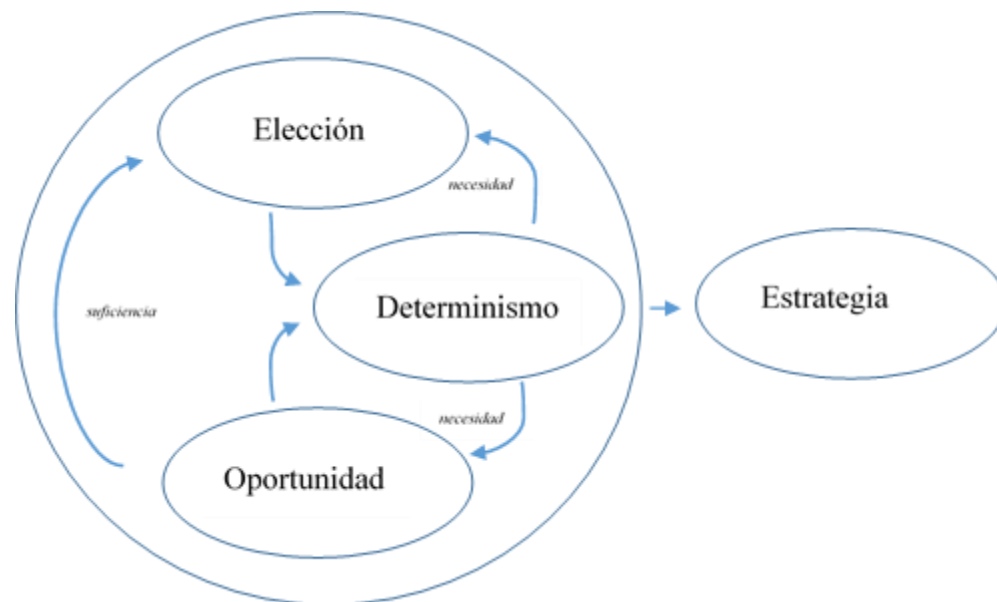 Elección
necesidad
Determinismo
Estrategia
suficiencia
necesidad
Oportunidad